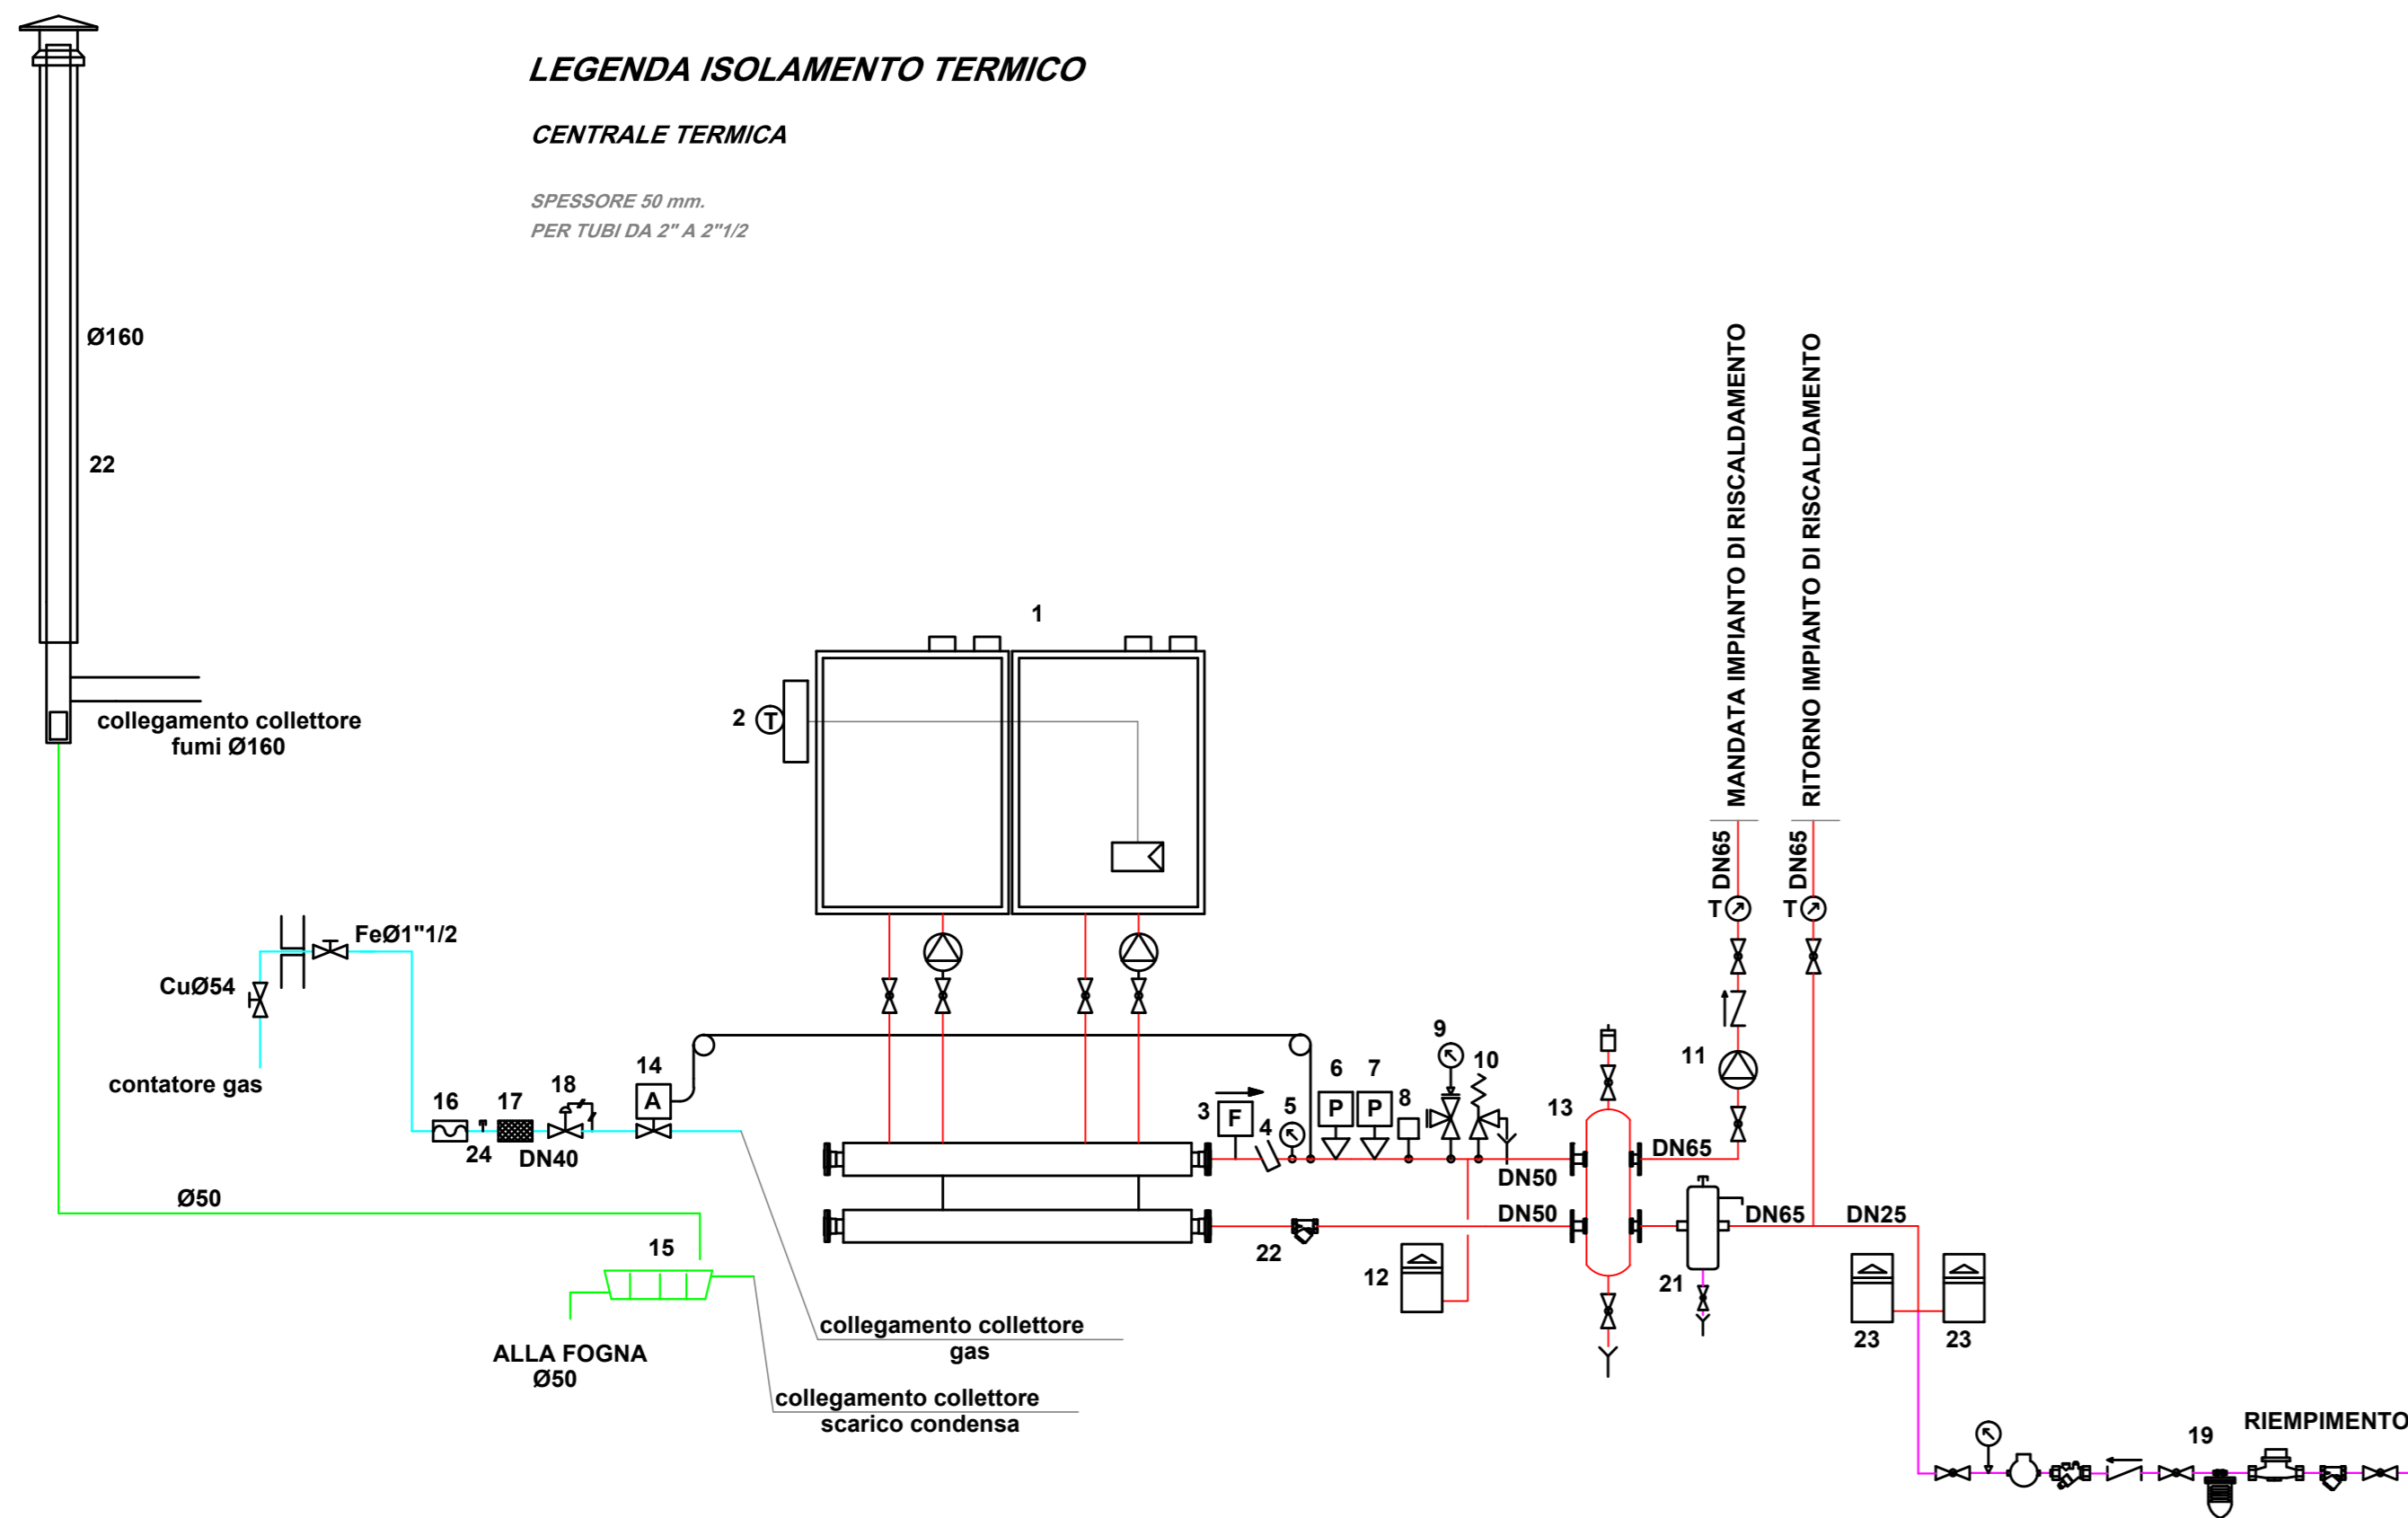 LEGENDA ISOLAMENTO TERMICO
CENTRALE TERMICA
SPESSORE 50 mm.
PER TUBI DA 2" A 2"1/2
Ø160
22
collegamento collettore
fumi Ø160
MANDATA IMPIANTO DI RISCALDAMENTO
RITORNO IMPIANTO DI RISCALDAMENTO
1
2
T
DN65
DN65
T
T
FeØ1"1/2
CuØ54
contatore gas
16
24
17
DN40
18
14
A
3
F
4
5
6
P
7
P
8
9
10
13
11
DN50
DN65
DN50
DN65
DN25
Ø50
15
22
12
21
23
23
ALLA FOGNA
Ø50
collegamento collettore
gas
collegamento collettore
scarico condensa
19
RIEMPIMENTO